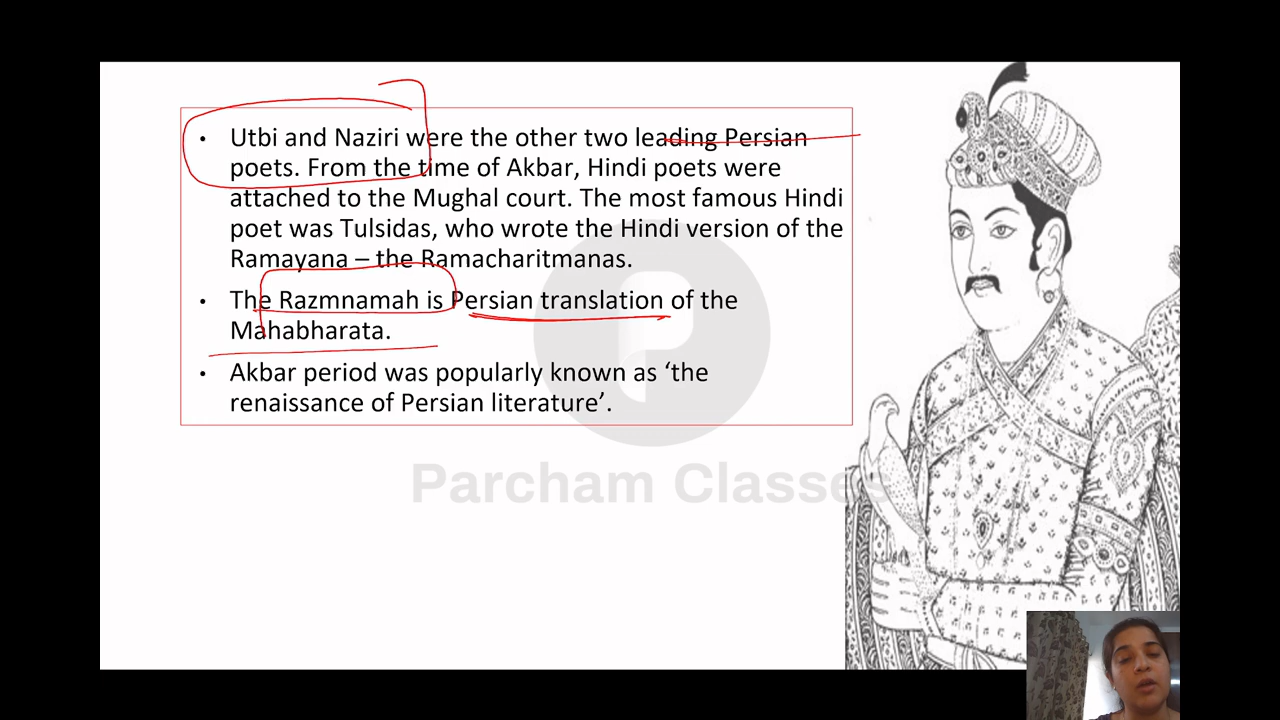 • Utbi and Naziri were the other two leading Persian
poets. From the time of Akbar, Hindi poets were
attached to the Mughal court. The most famous Hindi
poet was Tulsidas, who wrote the Hindi version of the
Ramayana – the Ramacharitmanas.
• The Razmnamah is Persian translation of the
Mahabharata.
• Akbar period was popularly known as ‘the
renaissance of Persian literature’.
Parcham Classes